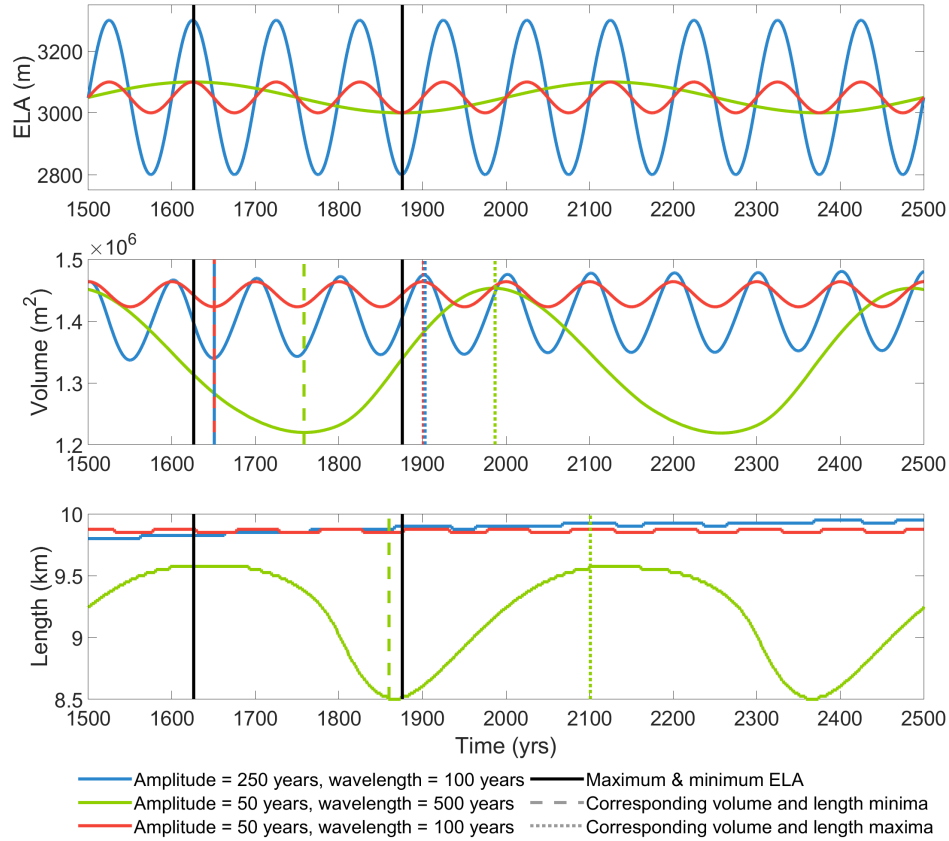 3200
3000
2800
ELA (m)
1500 1600 1700 1800 1900 2000 2100 2200 2300 2400 2500
×10⁶
1.5
1.4
1.3
1.2
Volume (m²)
1500 1600 1700 1800 1900 2000 2100 2200 2300 2400 2500
10
9.5
9
8.5
Length (km)
1500 1600 1700 1800 1900 2000 2100 2200 2300 2400 2500
Time (yrs)
Amplitude = 250 years, wavelength = 100 years
Maximum & minimum ELA
Amplitude = 50 years, wavelength = 500 years
Corresponding volume and length minima
Amplitude = 50 years, wavelength = 100 years
Corresponding volume and length maxima